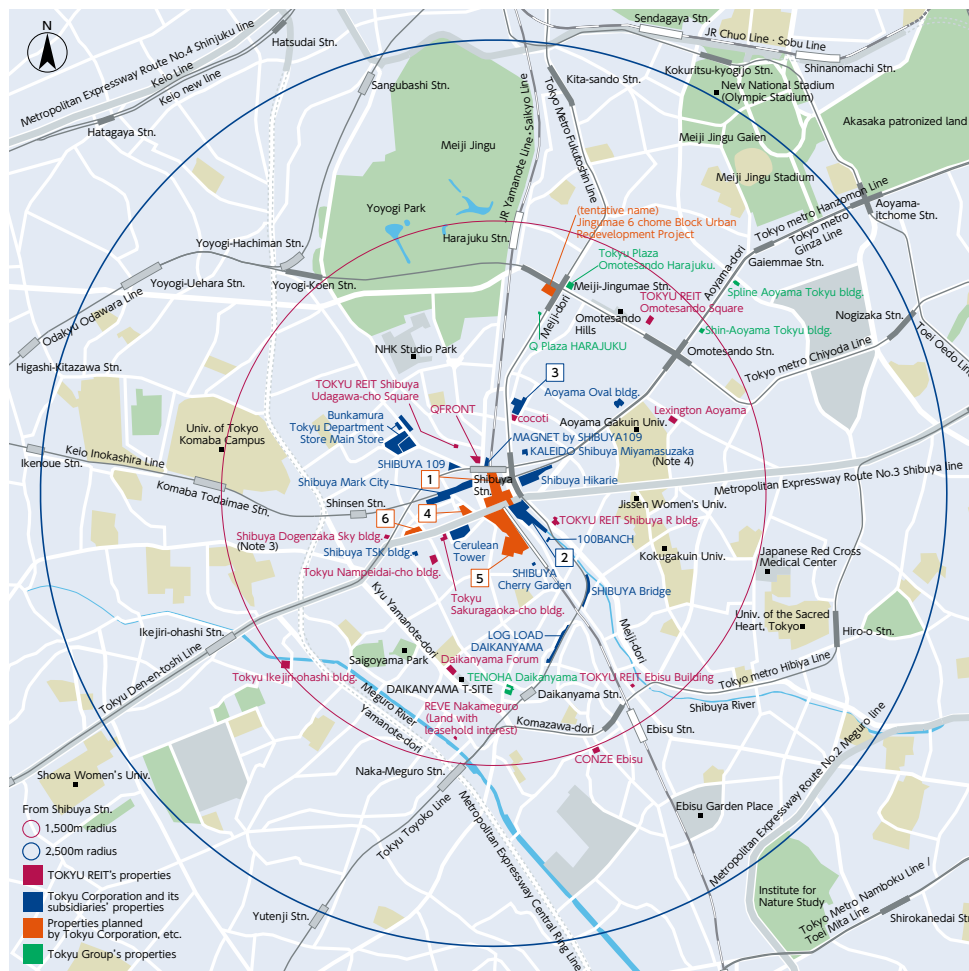 N
Hatsudai Stn.
Metropolitan Expressway Route No.4 Shinjuku line
Keio Line
Keio new line
Hatagaya Stn.
Sangubashi Stn.
Sendagaya Stn.
JR Chuo Line · Sobu Line
Kita-sando Stn.
Kokuritsu-kyogijo Stn.
Shinanomachi Stn.
New National Stadium
(Olympic Stadium)
Akasaka patronized land
Meiji Jingu Gaien
Meiji Jingu Stadium
Meiji Jingu
JR Yamanote Line · Saikyo Line
Tokyo Metro Fukutoshin Line
Yoyogi Park
Harajuku Stn.
(tentative name)
Jingumae 6 chome Block Urban
Redevelopment Project
Tokyo metro Hanzomon Line
Tokyo metro
Ginza Line
Aoyama-
itchome Stn.
Yoyogi-Hachiman Stn.
Yoyogi-Uehara Stn.
Yoyogi-Koen Stn.
Odakyu Odawara Line
Higashi-Kitazawa Stn.
Tokyu Plaza
Omotesando Harajuku.
Meiji-Jingumae Stn.
Aoyama-dori
Gaiemmae Stn.
Spline Aoyama Tokyu bldg.
TOKYU REIT
Omotesando Square
Nogizaka Stn.
Meiji-dori
Omotesando
Hills
Shin-Aoyama Tokyu bldg.
Toei Oedo Line
Q Plaza HARAJUKU
Omotesando Stn.
Tokyo metro Chiyoda Line
NHK Studio Park
3
TOKYU REIT Shibuya
Udagawa-cho Square
Aoyama Oval bldg.
QFRONT
cocoti
Lexington Aoyama
Bunkamura
Tokyu Department
Store Main Store
Aoyama Gakuin Univ.
Univ. of Tokyo
Komaba Campus
MAGNET by SHIBUYA109
KALEIDO Shibuya Miyamasuzaka
(Note 4)
Keio Inokashira Line
Ikenoue Stn.
SHIBUYA 109
1
Shibuya
Stn.
Shibuya Hikarie
Metropolitan Expressway Route No.3 Shibuya line
Shibuya Mark City
Komaba Todaimae Stn.
Shinsen Stn.
Jissen Women's Univ.
4
6
TOKYU REIT Shibuya R bldg.
Shibuya Dogenzaka Sky bldg.
(Note 3)
100BANCH
Shibuya TSK bldg.
Cerulean
Tower
2
Kokugakuin Univ.
Japanese Red Cross
Medical Center
Tokyu Nampeidai-cho bldg.
5
SHIBUYA
Cherry Garden
SHIBUYA Bridge
Tokyu
Sakuragaoka-cho bldg.
Kyu Yamanote-dori
Univ. of the Sacred
Heart, Tokyo
Hiro-o Stn.
Ikejiri-ohashi Stn.
LOG LOAD
DAIKANYAMA
Meiji-dori
Tokyu Den-en-toshi Line
Saigoyama Park
Daikanyama Forum
Tokyo metro Hibiya Line
Tokyu Ikejiri-ohashi bldg.
TENOHA Daikanyama
TOKYU REIT Ebisu Building
DAIKANYAMA T-SITE
Daikanyama Stn.
Meguro River
Yamanote-dori
REVE Nakameguro
(Land with
leasehold interest)
Shibuya River
Komazawa-dori
Ebisu Stn.
CONZE Ebisu
Naka-Meguro Stn.
Showa Women's Univ.
Metropolitan Expressway Route No.2 Meguro line
Ebisu Garden Place
Tokyu Toyoko Line
Metropolitan Expressway Central Ring Line
From Shibuya Stn.
1,500m radius
2,500m radius
TOKYU REIT's properties
Tokyu Corporation and its
subsidiaries' properties
Properties planned
by Tokyu Corporation, etc.
Tokyu Group's properties
Yutenji Stn.
Institute for
Nature Study
Tokyo Metro Namboku Line /
Toei Mita Line
Shirokanedai Stn